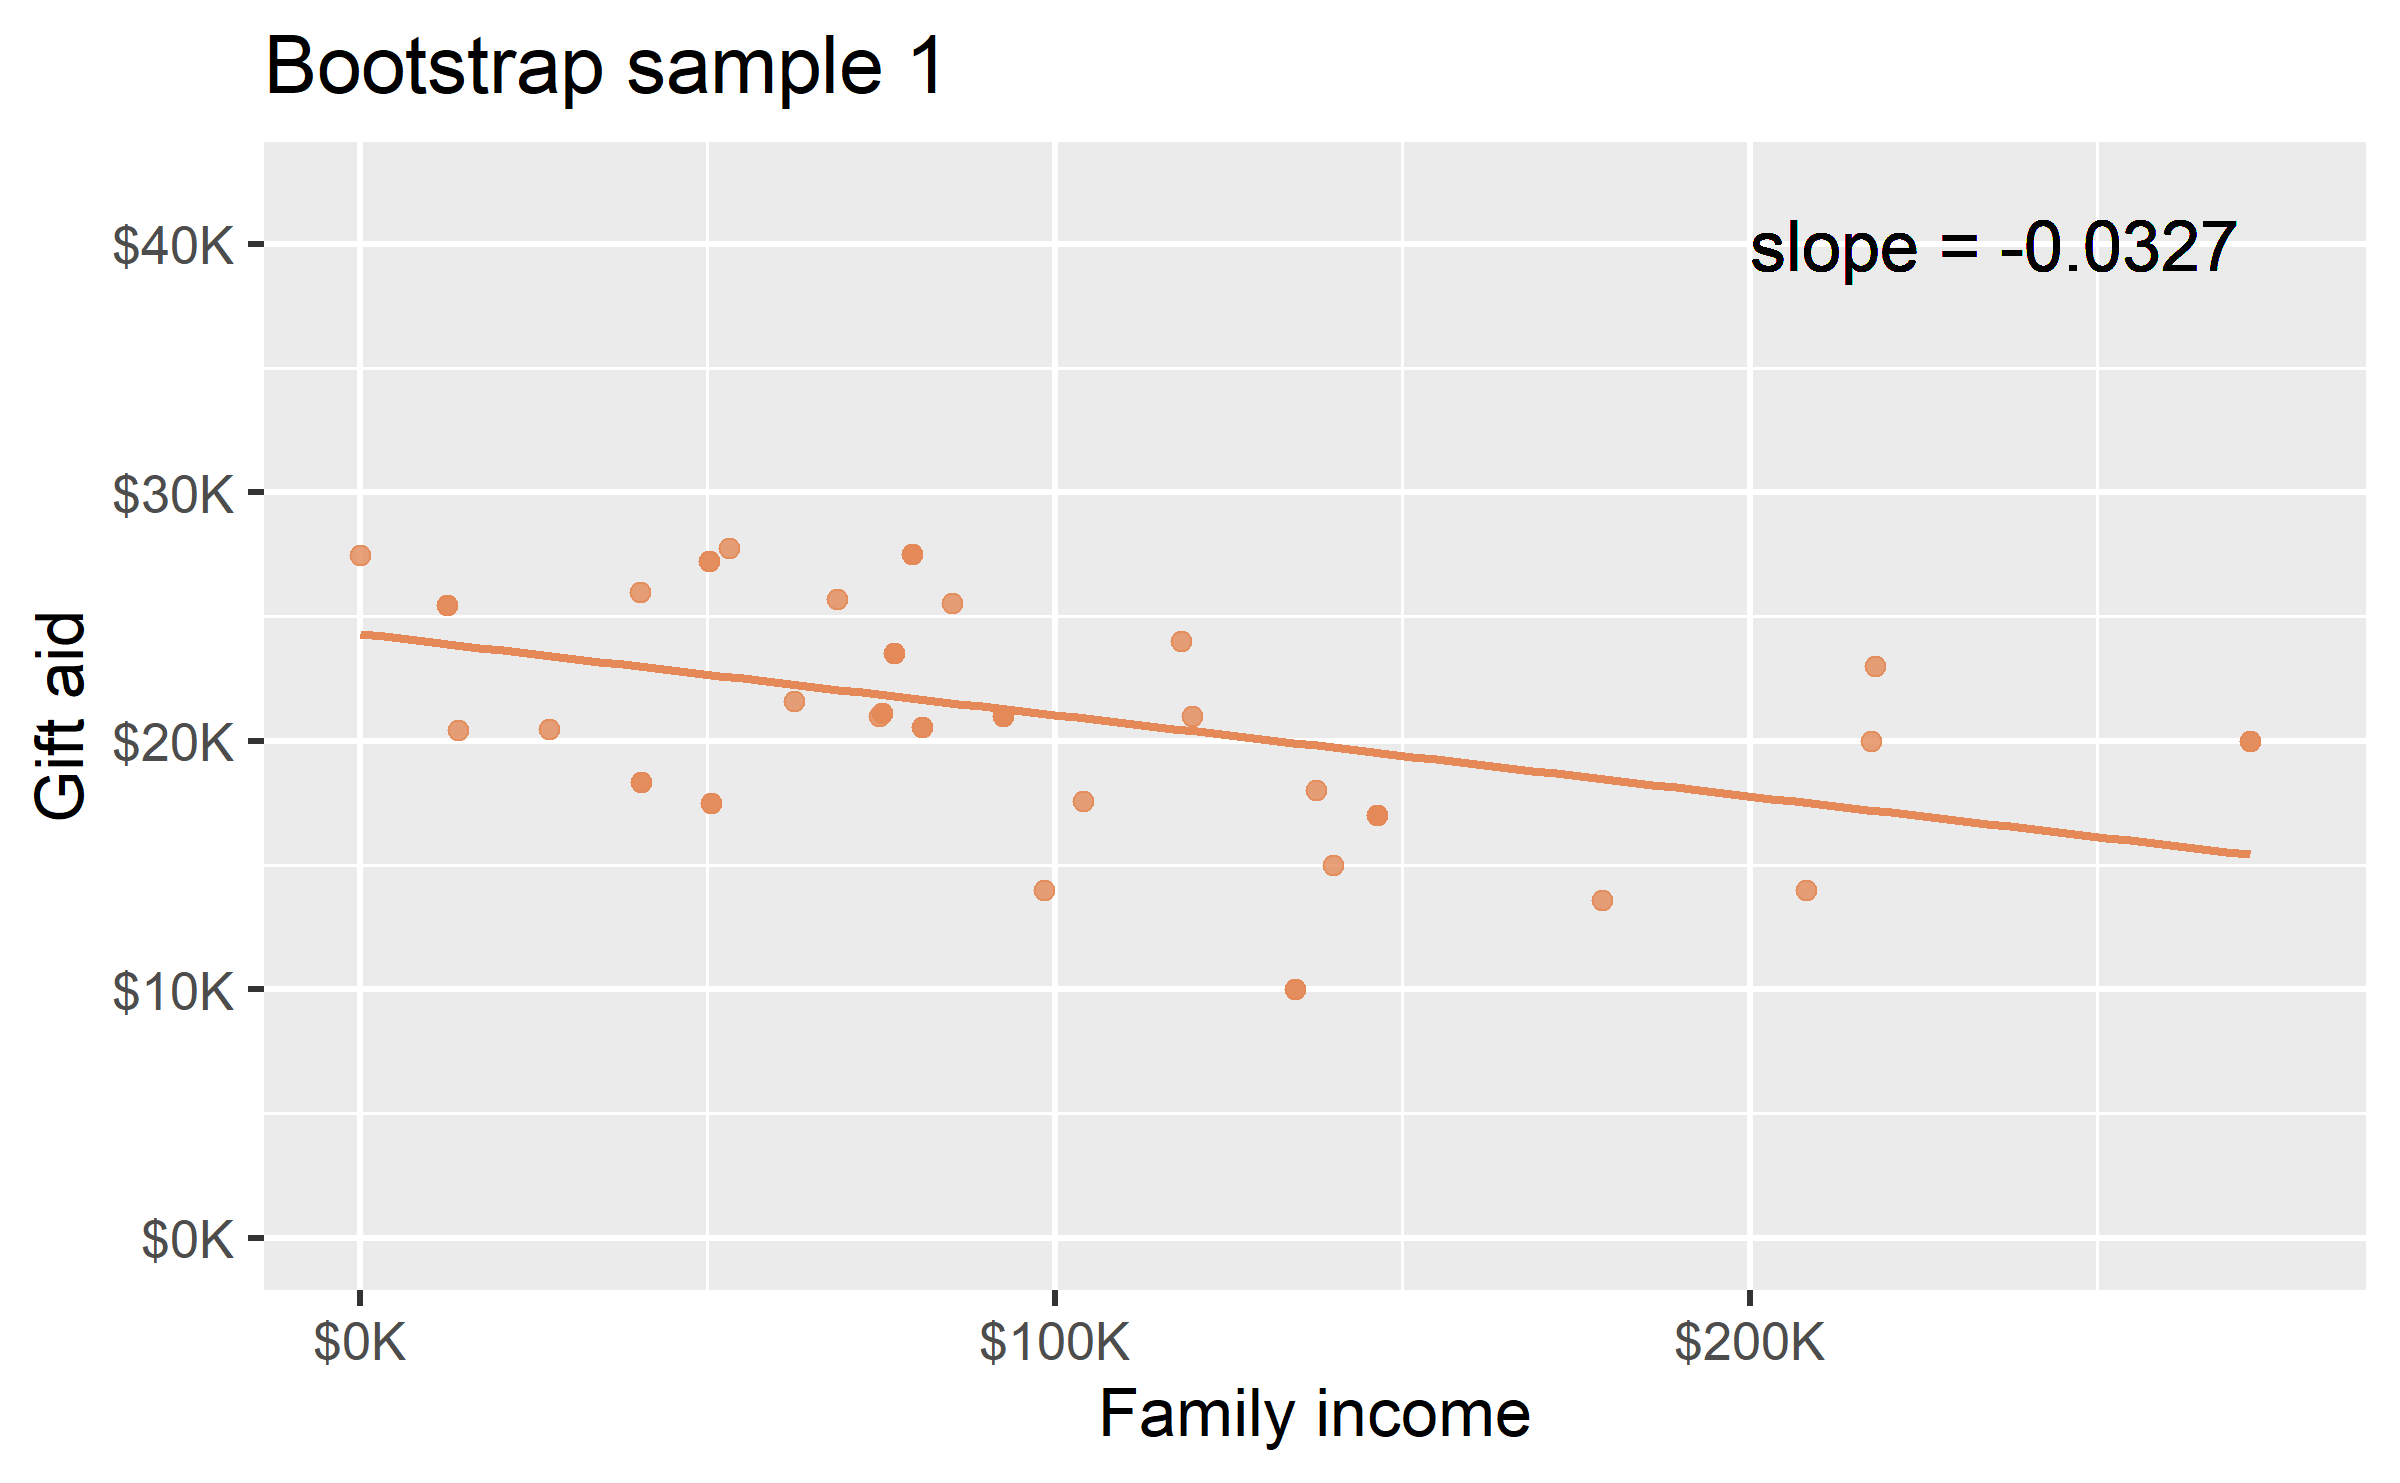 Bootstrap sample 1
slope = -0.0327
$40K
$30K
$20K
$10K
$0K
Gift aid
$0K
$100K
$200K
Family income